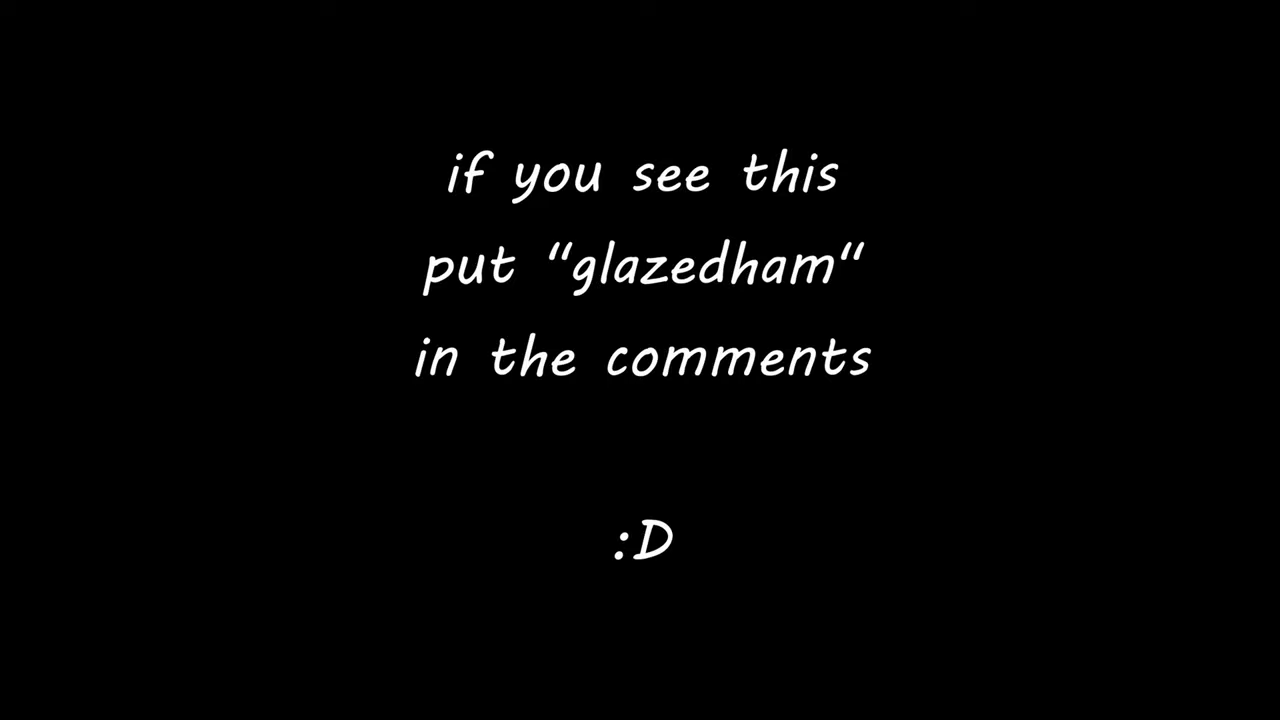 if you see this
put “glazedham“
in the comments
:D